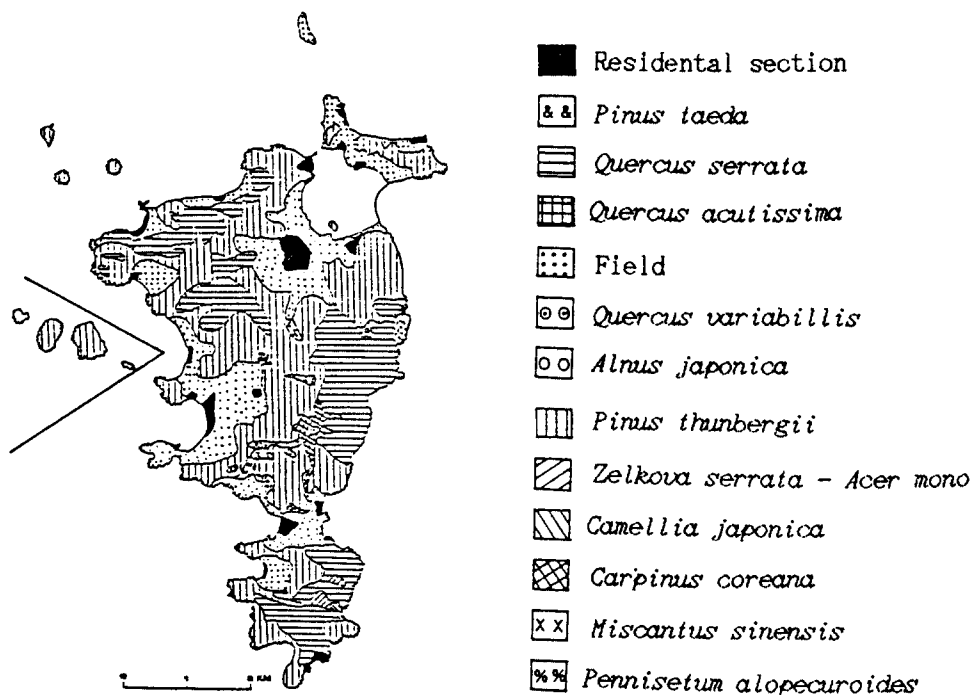 Residental section
& & Pinus taeda
Quercus serrata
Quercus acutissima
Field
Quercus variabillis
Alnus japonica
Pinus thunbergii
Zelkova serrata - Acer mono
Camellia japonica
Carpinus coreana
x x Miscantus sinensis
%% Pennisetum alopecuroides